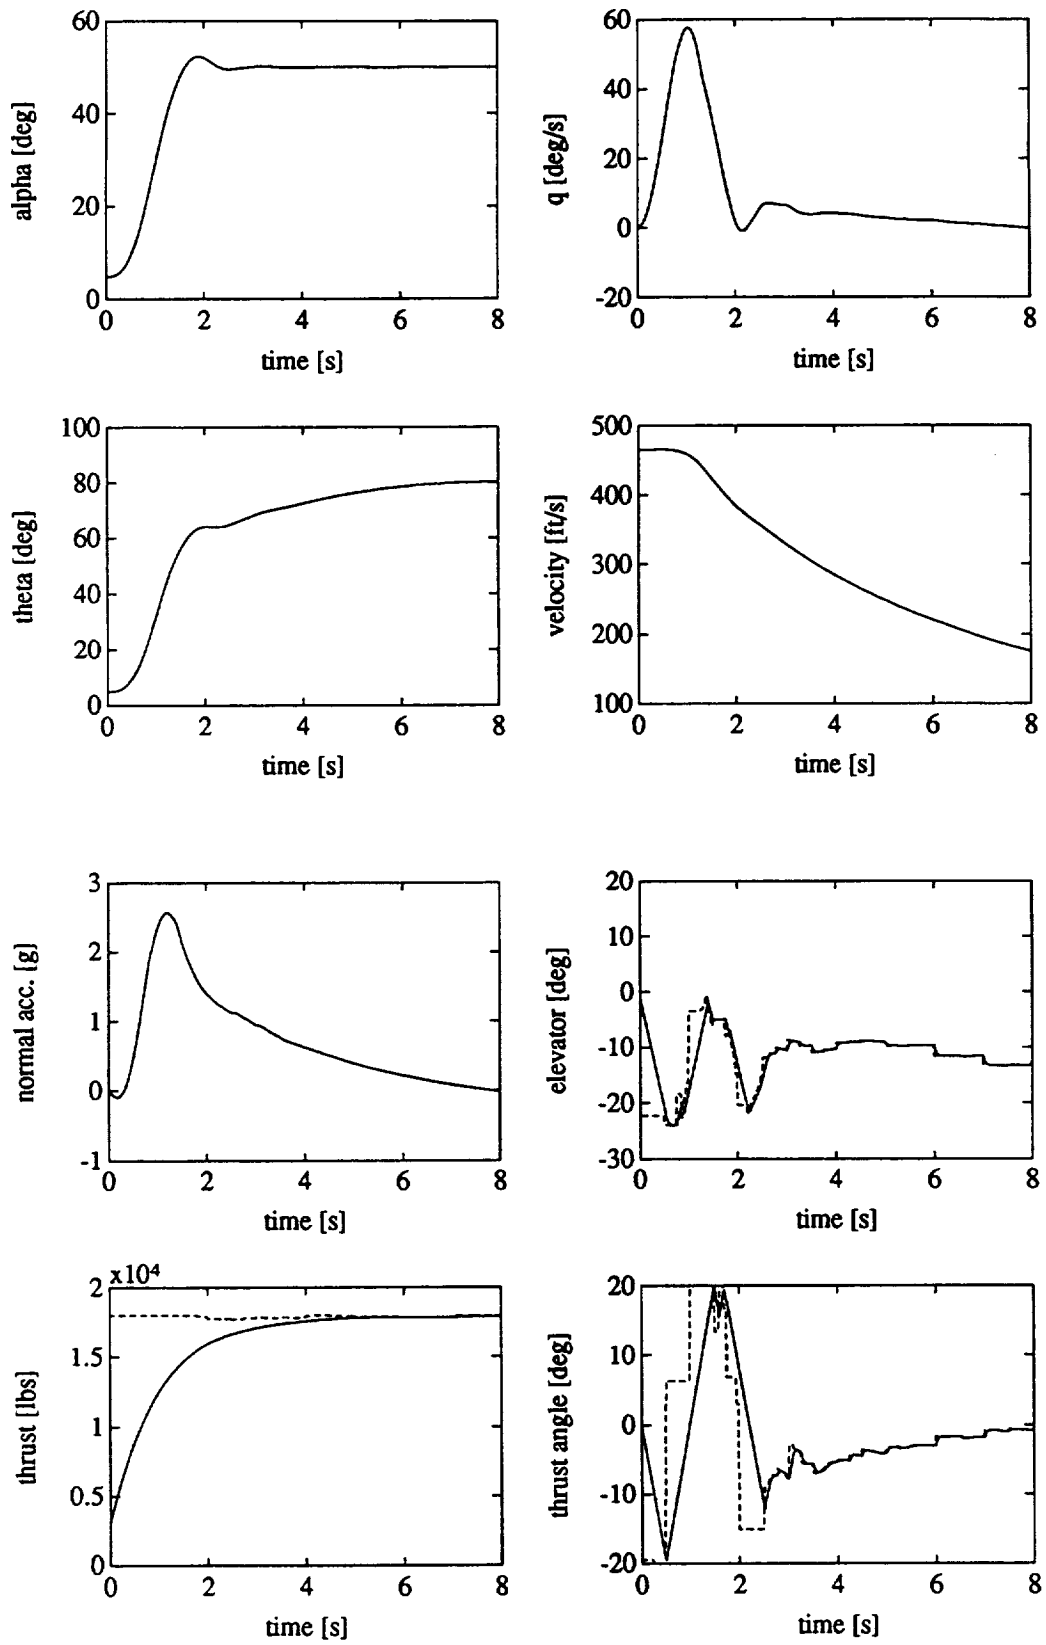 60
40
20
0
alpha [deg]
0 2 4 6 8
time [s]
60
40
20
0
-20
q [deg/s]
0 2 4 6 8
time [s]
100
80
60
40
20
0
theta [deg]
0 2 4 6 8
time [s]
500
400
300
200
100
velocity [ft/s]
0 2 4 6 8
time [s]
3
2
1
0
-1
normal acc. [g]
0 2 4 6 8
time [s]
20
10
0
-10
-20
-30
elevator [deg]
0 2 4 6 8
time [s]
x10⁴
2
1.5
1
0.5
0
thrust [lbs]
0 2 4 6 8
time [s]
20
10
0
-10
-20
thrust angle [deg]
0 2 4 6 8
time [s]